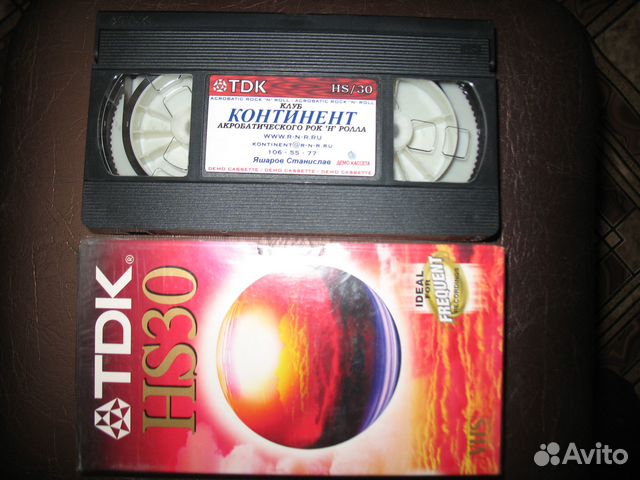 TDK HS/30
ACROBATIC ROCK 'N' ROLL - ACROBATIC ROCK 'N' ROLL
КЛУБ
КОНТИНЕНТ
АКРОБАТИЧЕСКОГО РОК 'Н' РОЛЛА
WWW.R-N-R.RU
KONTINENT@R-N-R.RU
106-55-77
Яшаров Станислав
ДЕМО КАССЕТА
DEMO CASSETTE - DEMO CASSETTE - DEMO CASSETTE - DEMO CASSETTE
TDK®
HS30
IDEAL
FOR
FREQUENT
RECORDINGS
VHS
Avito